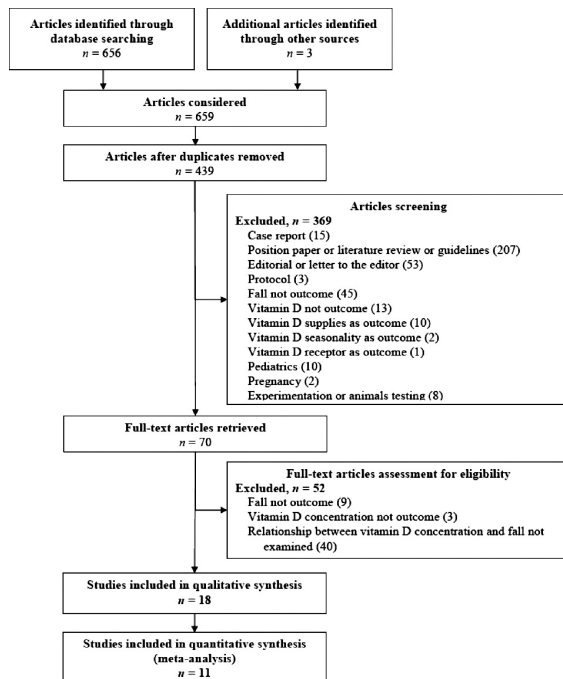 Articles identified through
database searching
n = 656
Additional articles identified
through other sources
n = 3
Articles considered
n = 659
Articles after duplicates removed
n = 439
Articles screening
Excluded, n = 369
Case report (15)
Position paper or literature review or guidelines (207)
Editorial or letter to the editor (53)
Protocol (3)
Fall not outcome (45)
Vitamin D not outcome (13)
Vitamin D supplies as outcome (10)
Vitamin D seasonality as outcome (2)
Vitamin D receptor as outcome (1)
Pediatrics (10)
Pregnancy (2)
Experimentation or animals testing (8)
Full-text articles retrieved
n = 70
Full-text articles assessment for eligibility
Excluded, n = 52
Fall not outcome (9)
Vitamin D concentration not outcome (3)
Relationship between vitamin D concentration and fall not
examined (40)
Studies included in qualitative synthesis
n = 18
Studies included in quantitative synthesis
(meta-analysis)
n = 11